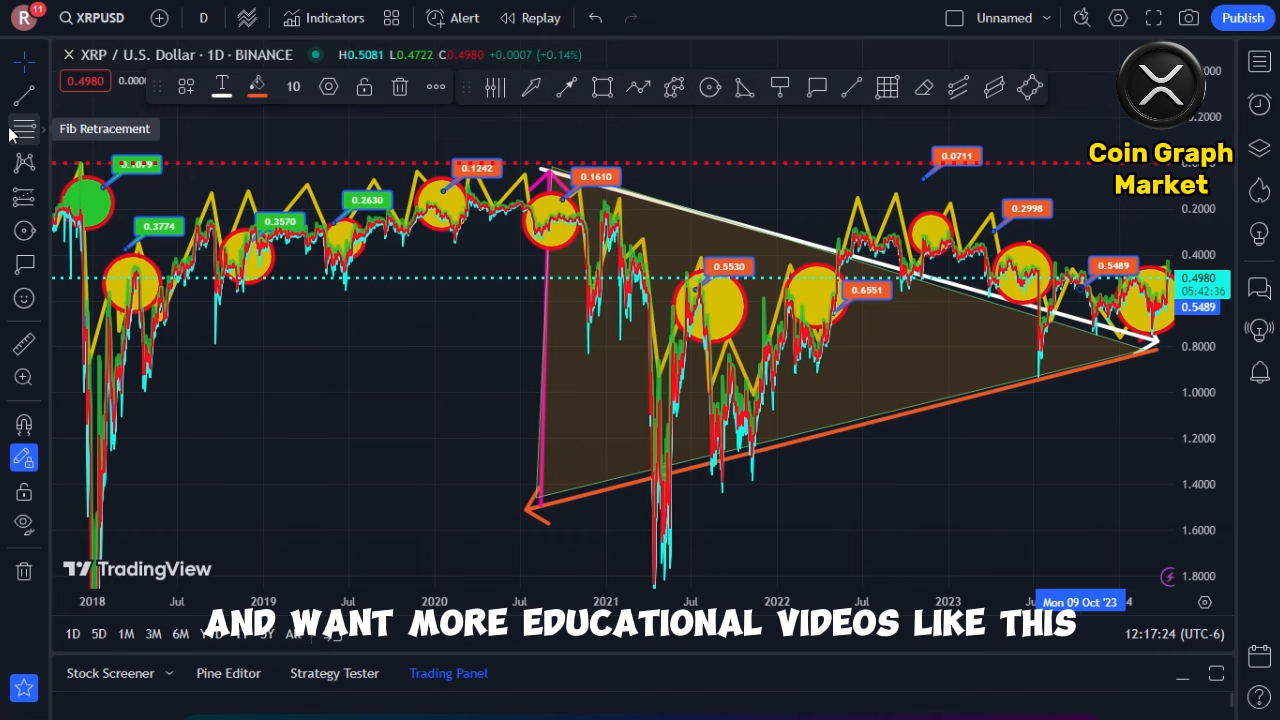 R 11 XRPUSD D Indicators Alert Replay Unnamed Publish
XRP / U.S. Dollar · 1D · BINANCE H0.5081 L0.4722 C0.4980 +0.0007 (+0.14%)
0.4980 0.000
T 10
Fib Retracement
Coin Graph
Market
0.0711
0.1242
0.1610
0.2630
0.2998
0.3570
0.3774
0.5530
0.5489
0.6551
0.2000
0.4000
0.4980
05:42:36
0.5489
0.8000
1.0000
1.2000
1.4000
1.6000
1.8000
TradingView
2018 Jul 2019 Jul 2020 Jul 2021 Jul 2022 Jul Mon 09 Oct '23 4
AND WANT MORE EDUCATIONAL VIDEOS LIKE THIS
1D 5D 1M 3M 6M 12:17:24 (UTC-6)
Stock Screener Pine Editor Strategy Tester Trading Panel